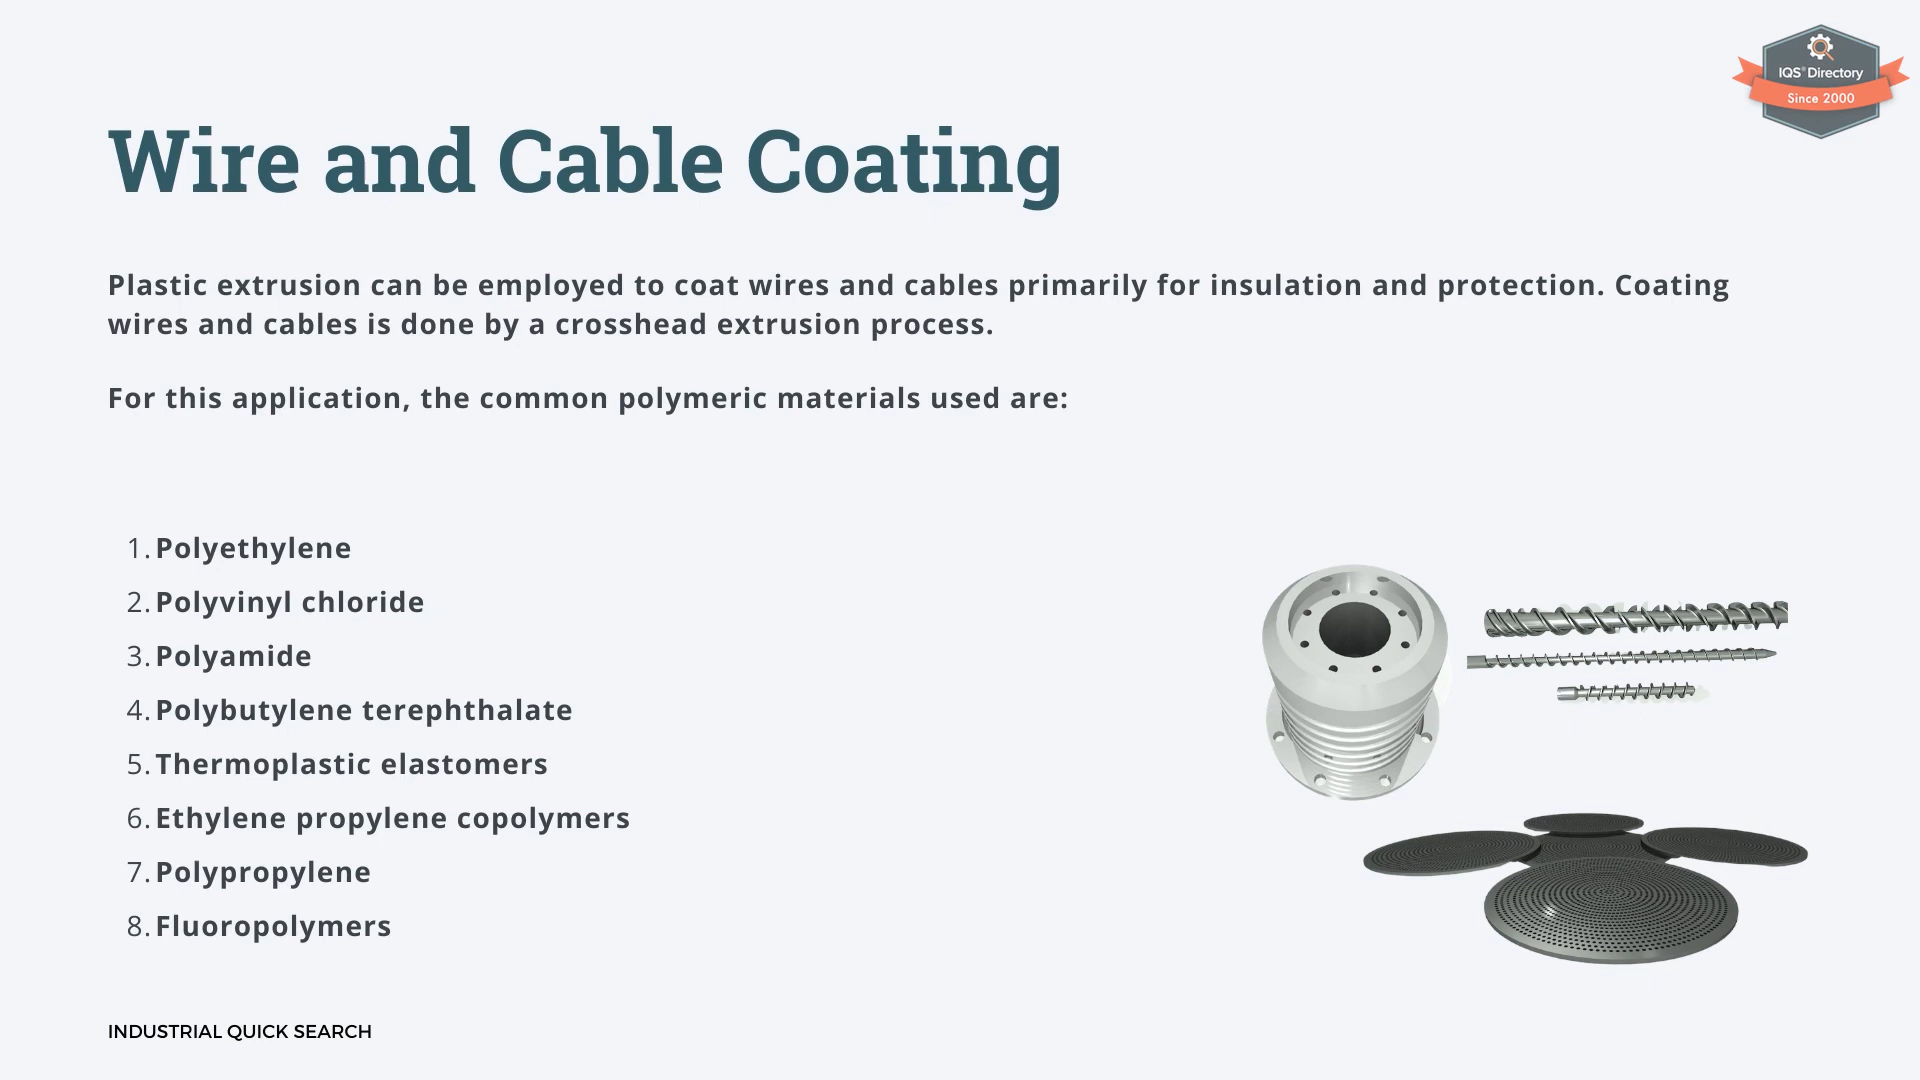 IQS® Directory
Since 2000
Wire and Cable Coating
Plastic extrusion can be employed to coat wires and cables primarily for insulation and protection. Coating
wires and cables is done by a crosshead extrusion process.
For this application, the common polymeric materials used are:
1. Polyethylene
2. Polyvinyl chloride
3. Polyamide
4. Polybutylene terephthalate
5. Thermoplastic elastomers
6. Ethylene propylene copolymers
7. Polypropylene
8. Fluoropolymers
INDUSTRIAL QUICK SEARCH